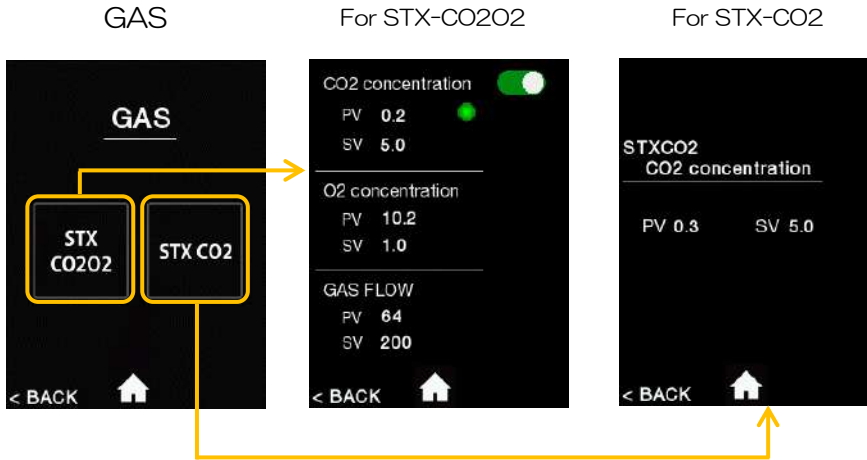 GAS
For STX-CO2O2
For STX-CO2
GAS
STX
CO2O2
STX CO2
< BACK
CO2 concentration
PV 0.2
SV 5.0
O2 concentration
PV 10.2
SV 1.0
GAS FLOW
PV 64
SV 200
< BACK
STXCO2
CO2 concentration
PV 0.3 SV 5.0
< BACK